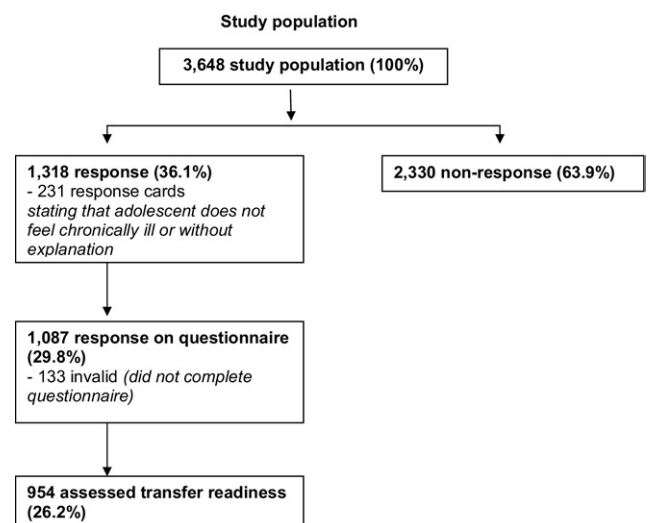 Study population
3,648 study population (100%)
1,318 response (36.1%)
- 231 response cards
stating that adolescent does not
feel chronically ill or without
explanation
2,330 non-response (63.9%)
1,087 response on questionnaire
(29.8%)
- 133 invalid (did not complete
questionnaire)
954 assessed transfer readiness
(26.2%)